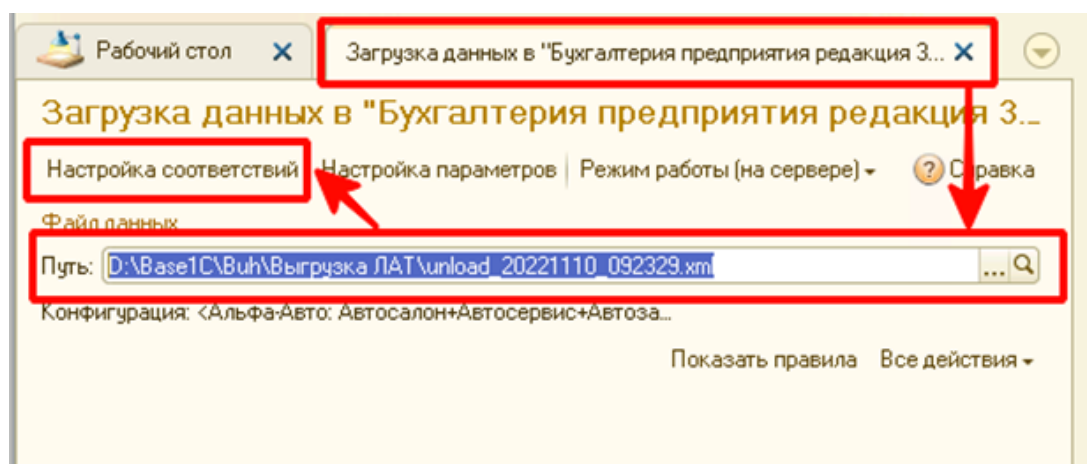 Рабочий стол
Загрузка данных в "Бухгалтерия предприятия редакция 3...
Загрузка данных в "Бухгалтерия предприятия редакция 3...
Настройка соответствий Настройка параметров Режим работы (на сервере) ? Справка
Файл данных
Путь: D:\Base1C\Buh\Выгрузка ЛАТ\unload_20221110_092329.xml ...
Конфигурация: <Альфа-Авто: Автосалон+Автосервис+Автоза...
Показать правила Все действия